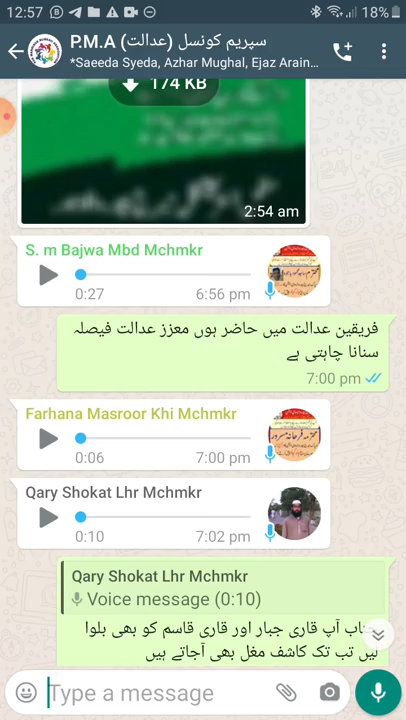 12:57
18%
P.M.A سپریم کونسل (عدالت)
*Saeeda Syeda, Azhar Mughal, Ejaz Arain...
174 KB
2:54 am
S. m Bajwa Mbd Mchmkr
0:27
6:56 pm
فریقین عدالت میں حاضر ہوں معزز عدالت فیصلہ
سنانا چاہتی ہے
7:00 pm
Farhana Masroor Khi Mchmkr
0:06
7:00 pm
Qary Shokat Lhr Mchmkr
0:10
7:02 pm
Qary Shokat Lhr Mchmkr
Voice message (0:10)
آپ قاری جبار اور قاری قاسم کو بھی بلوا
لیں تب تک کاشف مغل بھی آجاتے ہیں
Type a message